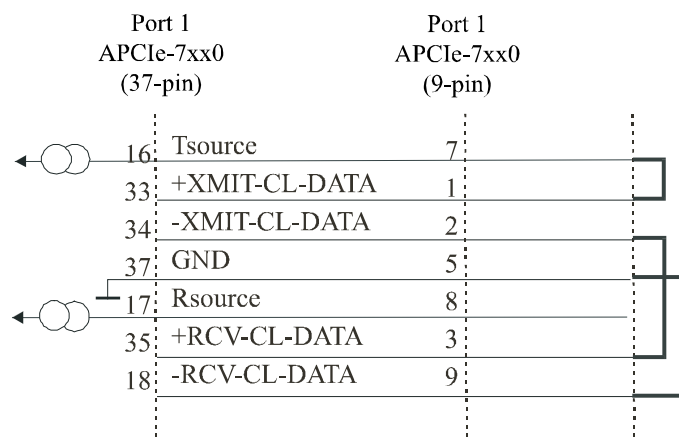 Port 1 Port 1
APCIe-7xx0 APCIe-7xx0
(37-pin) (9-pin)
16 Tsource 7
33 +XMIT-CL-DATA 1
34 -XMIT-CL-DATA 2
37 GND 5
17 Rsource 8
35 +RCV-CL-DATA 3
18 -RCV-CL-DATA 9